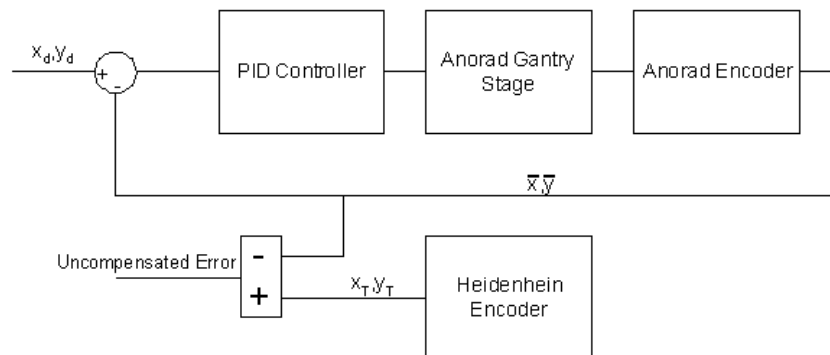 x_d,y_d
+
-
PID Controller
Anorad Gantry
Stage
Anorad Encoder
x̅,y̅
Uncompensated Error
-
+
x_T,y_T
Heidenhein
Encoder